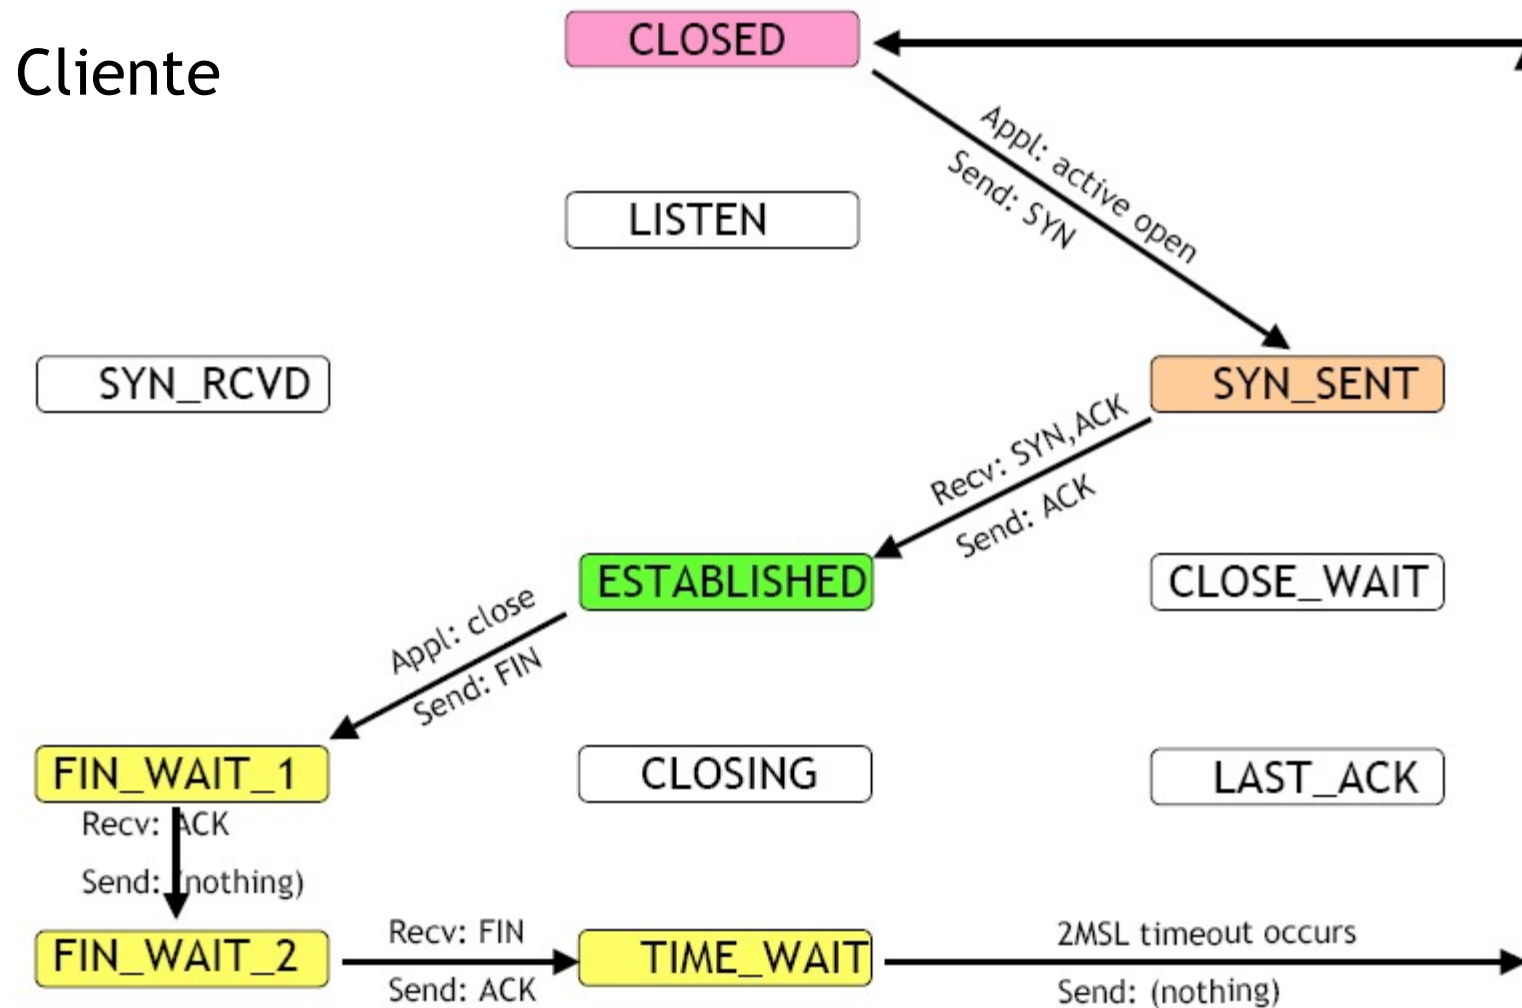 Cliente
CLOSED
Appl: active open
Send: SYN
LISTEN
SYN_RCVD
SYN_SENT
Recv: SYN,ACK
Send: ACK
ESTABLISHED
CLOSE_WAIT
Appl: close
Send: FIN
FIN_WAIT_1
CLOSING
LAST_ACK
Recv: ACK
Send: (nothing)
FIN_WAIT_2
Recv: FIN
Send: ACK
TIME_WAIT
2MSL timeout occurs
Send: (nothing)